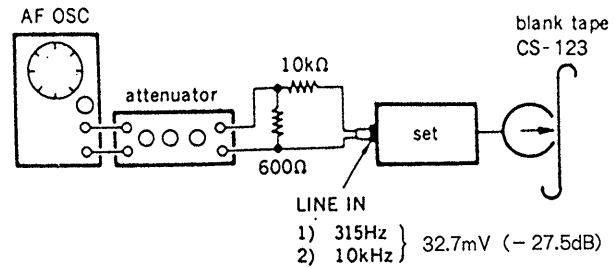 AF OSC
attenuator
10kΩ
600Ω
set
blank tape
CS-123
LINE IN
1) 315Hz
2) 10kHz
32.7mV (-27.5dB)